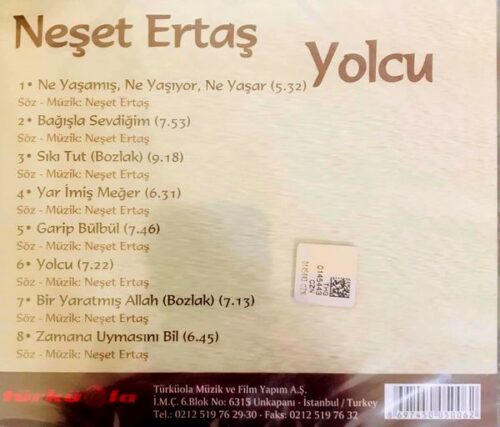 Neşet Ertaş
Yolcu
1• Ne Yaşamış, Ne Yaşıyor, Ne Yaşar (5.32)
Söz - Müzik: Neşet Ertaş
2• Bağışla Sevdiğim (7.53)
Söz - Müzik: Neşet Ertaş
3• Sıkı Tut (Bozlak) (9.18)
Söz - Müzik: Neşet Ertaş
4• Yar İmiş Meğer (6.31)
Söz - Müzik: Neşet Ertaş
5• Garip Bülbül (7.46)
Söz - Müzik: Neşet Ertaş
6• Yolcu (7.22)
Söz - Müzik: Neşet Ertaş
7• Bir Yaratmış Allah (Bozlak) (7.13)
Söz - Müzik: Neşet Ertaş
8• Zamana Uymasını Bil (6.45)
Söz - Müzik: Neşet Ertaş
THG
CZN
0145443
türküola
Türküola Müzik ve Film Yapım A.Ş.
İ.M.Ç. 6.Blok No: 6315 Unkapanı - İstanbul / Turkey
Tel.: 0212 519 76 29-30 - Faks: 0212 519 76 32